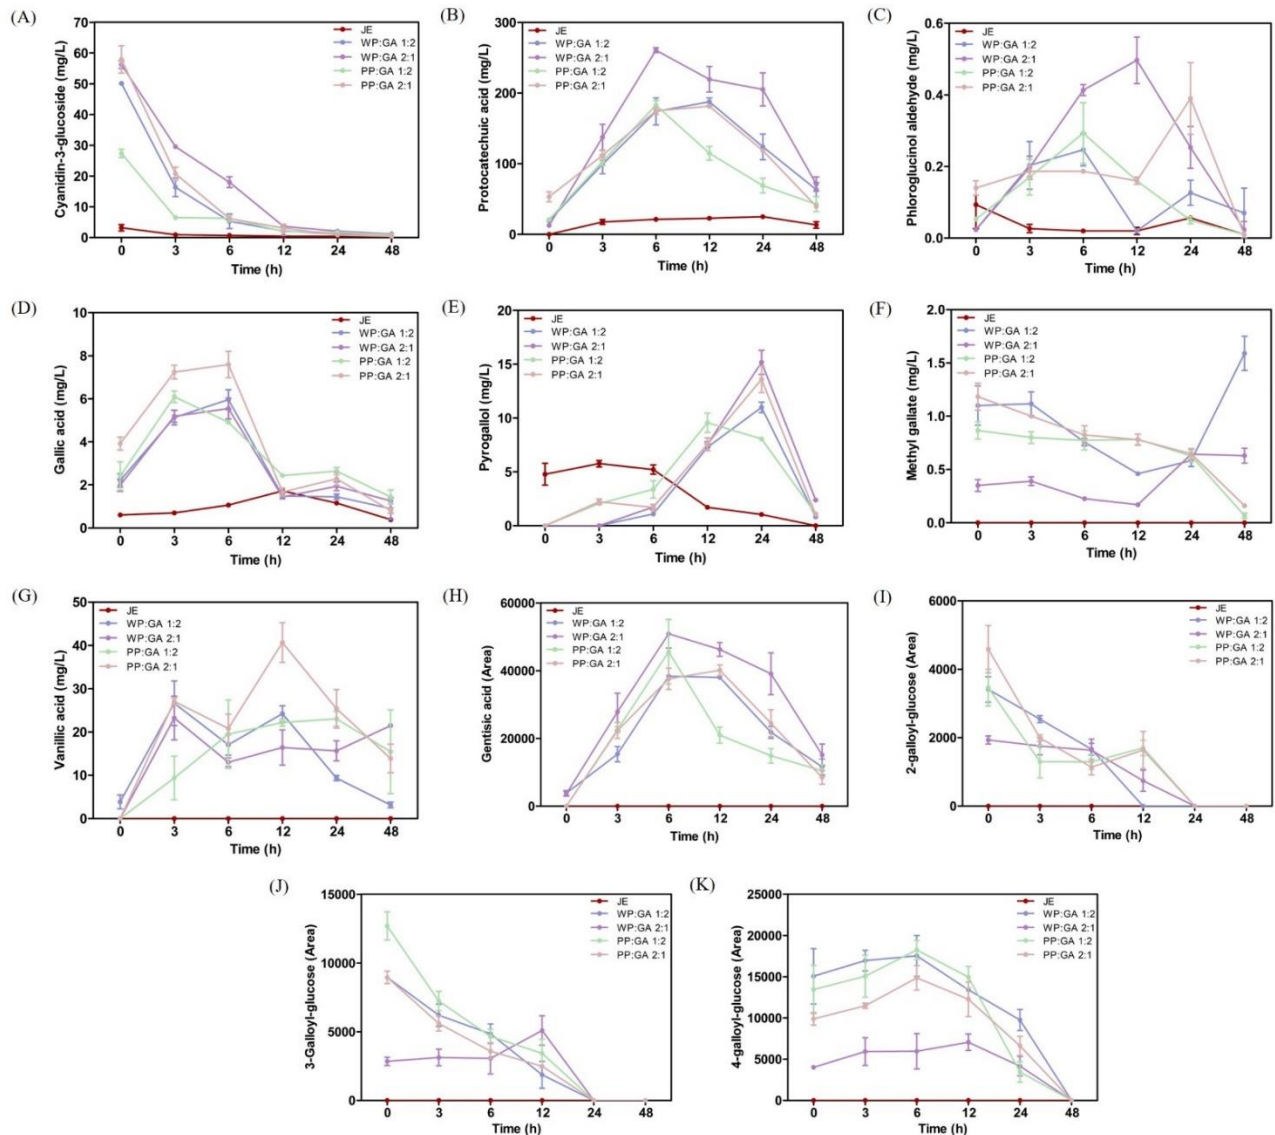 (A)
Cyanidin-3-glucoside (mg/L)
70
60
50
40
30
20
10
0
JE
WP:GA 1:2
WP:GA 2:1
PP:GA 1:2
PP:GA 2:1
0 3 6 12 24 48
Time (h)
(B)
Protocatechuic acid (mg/L)
300
200
100
0
JE
WP:GA 1:2
WP:GA 2:1
PP:GA 1:2
PP:GA 2:1
0 3 6 12 24 48
Time (h)
(C)
Phloroglucinol aldehyde (mg/L)
0.6
0.4
0.2
0.0
JE
WP:GA 1:2
WP:GA 2:1
PP:GA 1:2
PP:GA 2:1
0 3 6 12 24 48
Time (h)
(D)
Gallic acid (mg/L)
10
8
6
4
2
0
JE
WP:GA 1:2
WP:GA 2:1
PP:GA 1:2
PP:GA 2:1
0 3 6 12 24 48
Time (h)
(E)
Pyrogallol (mg/L)
20
15
10
5
0
JE
WP:GA 1:2
WP:GA 2:1
PP:GA 1:2
PP:GA 2:1
0 3 6 12 24 48
Time (h)
(F)
Methyl gallate (mg/L)
2.0
1.5
1.0
0.5
0.0
JE
WP:GA 1:2
WP:GA 2:1
PP:GA 1:2
PP:GA 2:1
0 3 6 12 24 48
Time (h)
(G)
Vanillic acid (mg/L)
50
40
30
20
10
0
JE
WP:GA 1:2
WP:GA 2:1
PP:GA 1:2
PP:GA 2:1
0 3 6 12 24 48
Time (h)
(H)
Gentisic acid (Area)
60000
40000
20000
0
JE
WP:GA 1:2
WP:GA 2:1
PP:GA 1:2
PP:GA 2:1
0 3 6 12 24 48
Time (h)
(I)
2-galloyl-glucose (Area)
6000
4000
2000
0
JE
WP:GA 1:2
WP:GA 2:1
PP:GA 1:2
PP:GA 2:1
0 3 6 12 24 48
Time (h)
(J)
3-Galloyl-glucose (Area)
15000
10000
5000
0
JE
WP:GA 1:2
WP:GA 2:1
PP:GA 1:2
PP:GA 2:1
0 3 6 12 24 48
Time (h)
(K)
4-galloyl-glucose (Area)
25000
20000
15000
10000
5000
0
JE
WP:GA 1:2
WP:GA 2:1
PP:GA 1:2
PP:GA 2:1
0 3 6 12 24 48
Time (h)